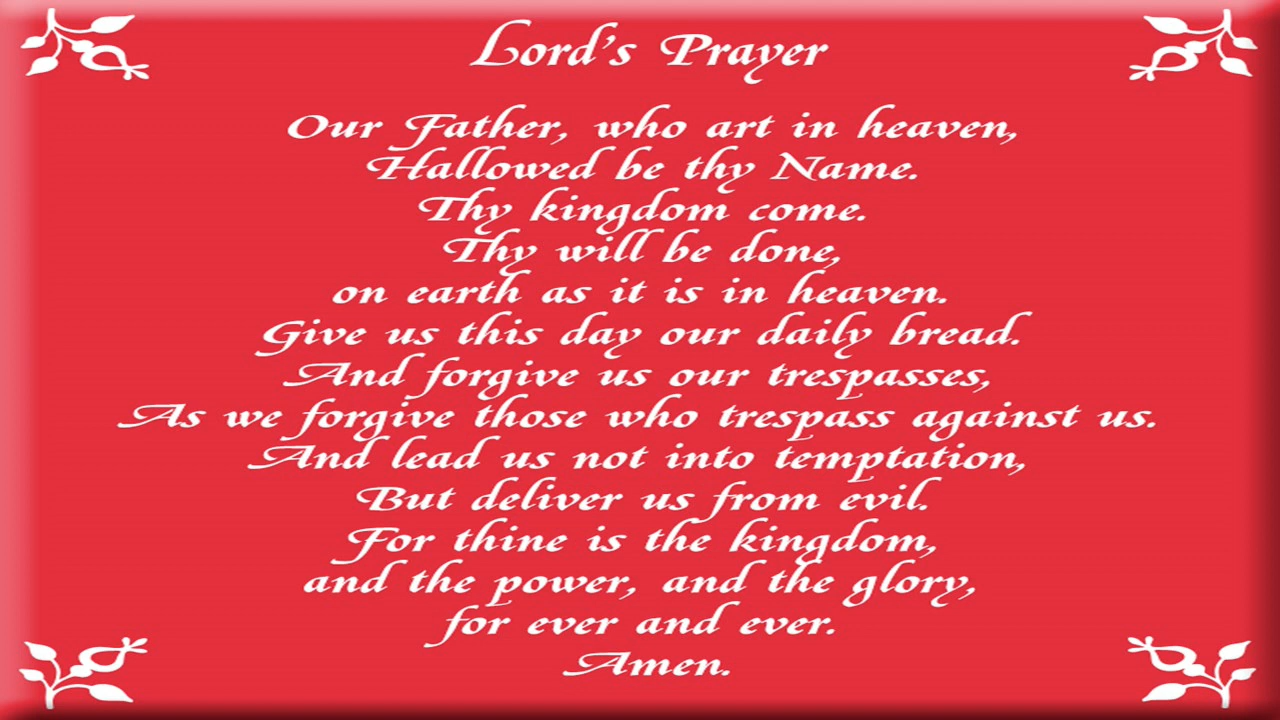 Lord's Prayer
Our Father, who art in heaven,
Hallowed be thy Name.
Thy kingdom come.
Thy will be done,
on earth as it is in heaven.
Give us this day our daily bread.
And forgive us our trespasses,
As we forgive those who trespass against us.
And lead us not into temptation,
But deliver us from evil.
For thine is the kingdom,
and the power, and the glory,
for ever and ever.
Amen.